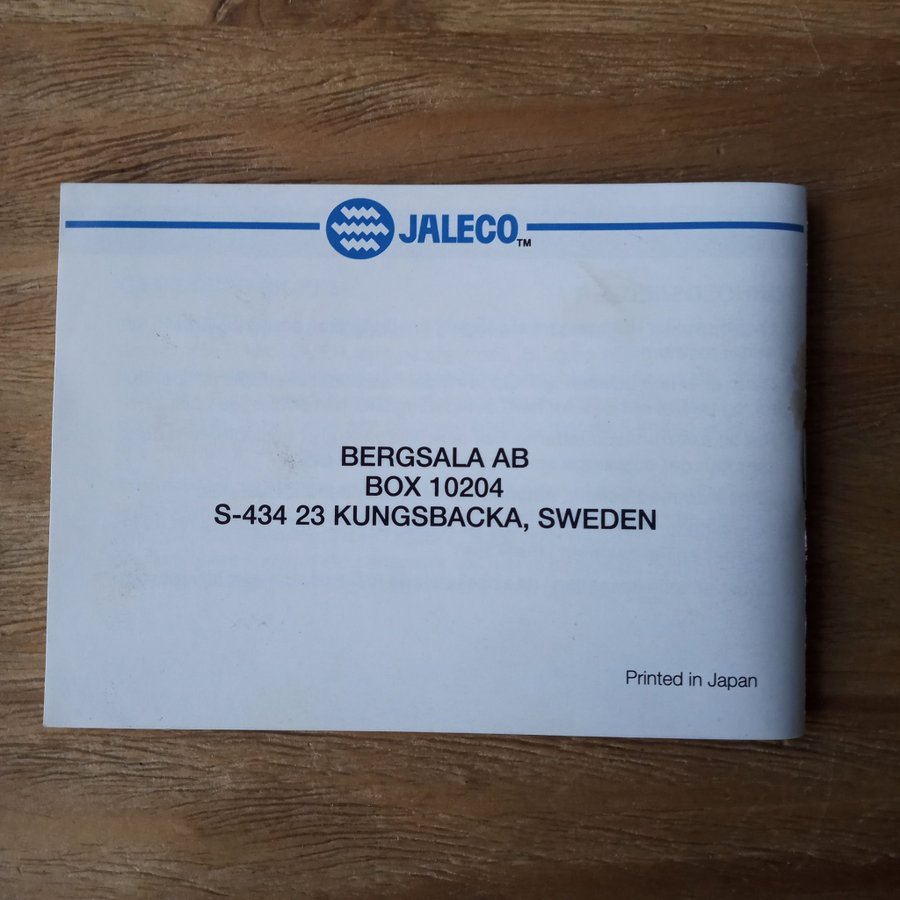 JALECO™
BERGSALA AB
BOX 10204
S-434 23 KUNGSBACKA, SWEDEN
Printed in Japan